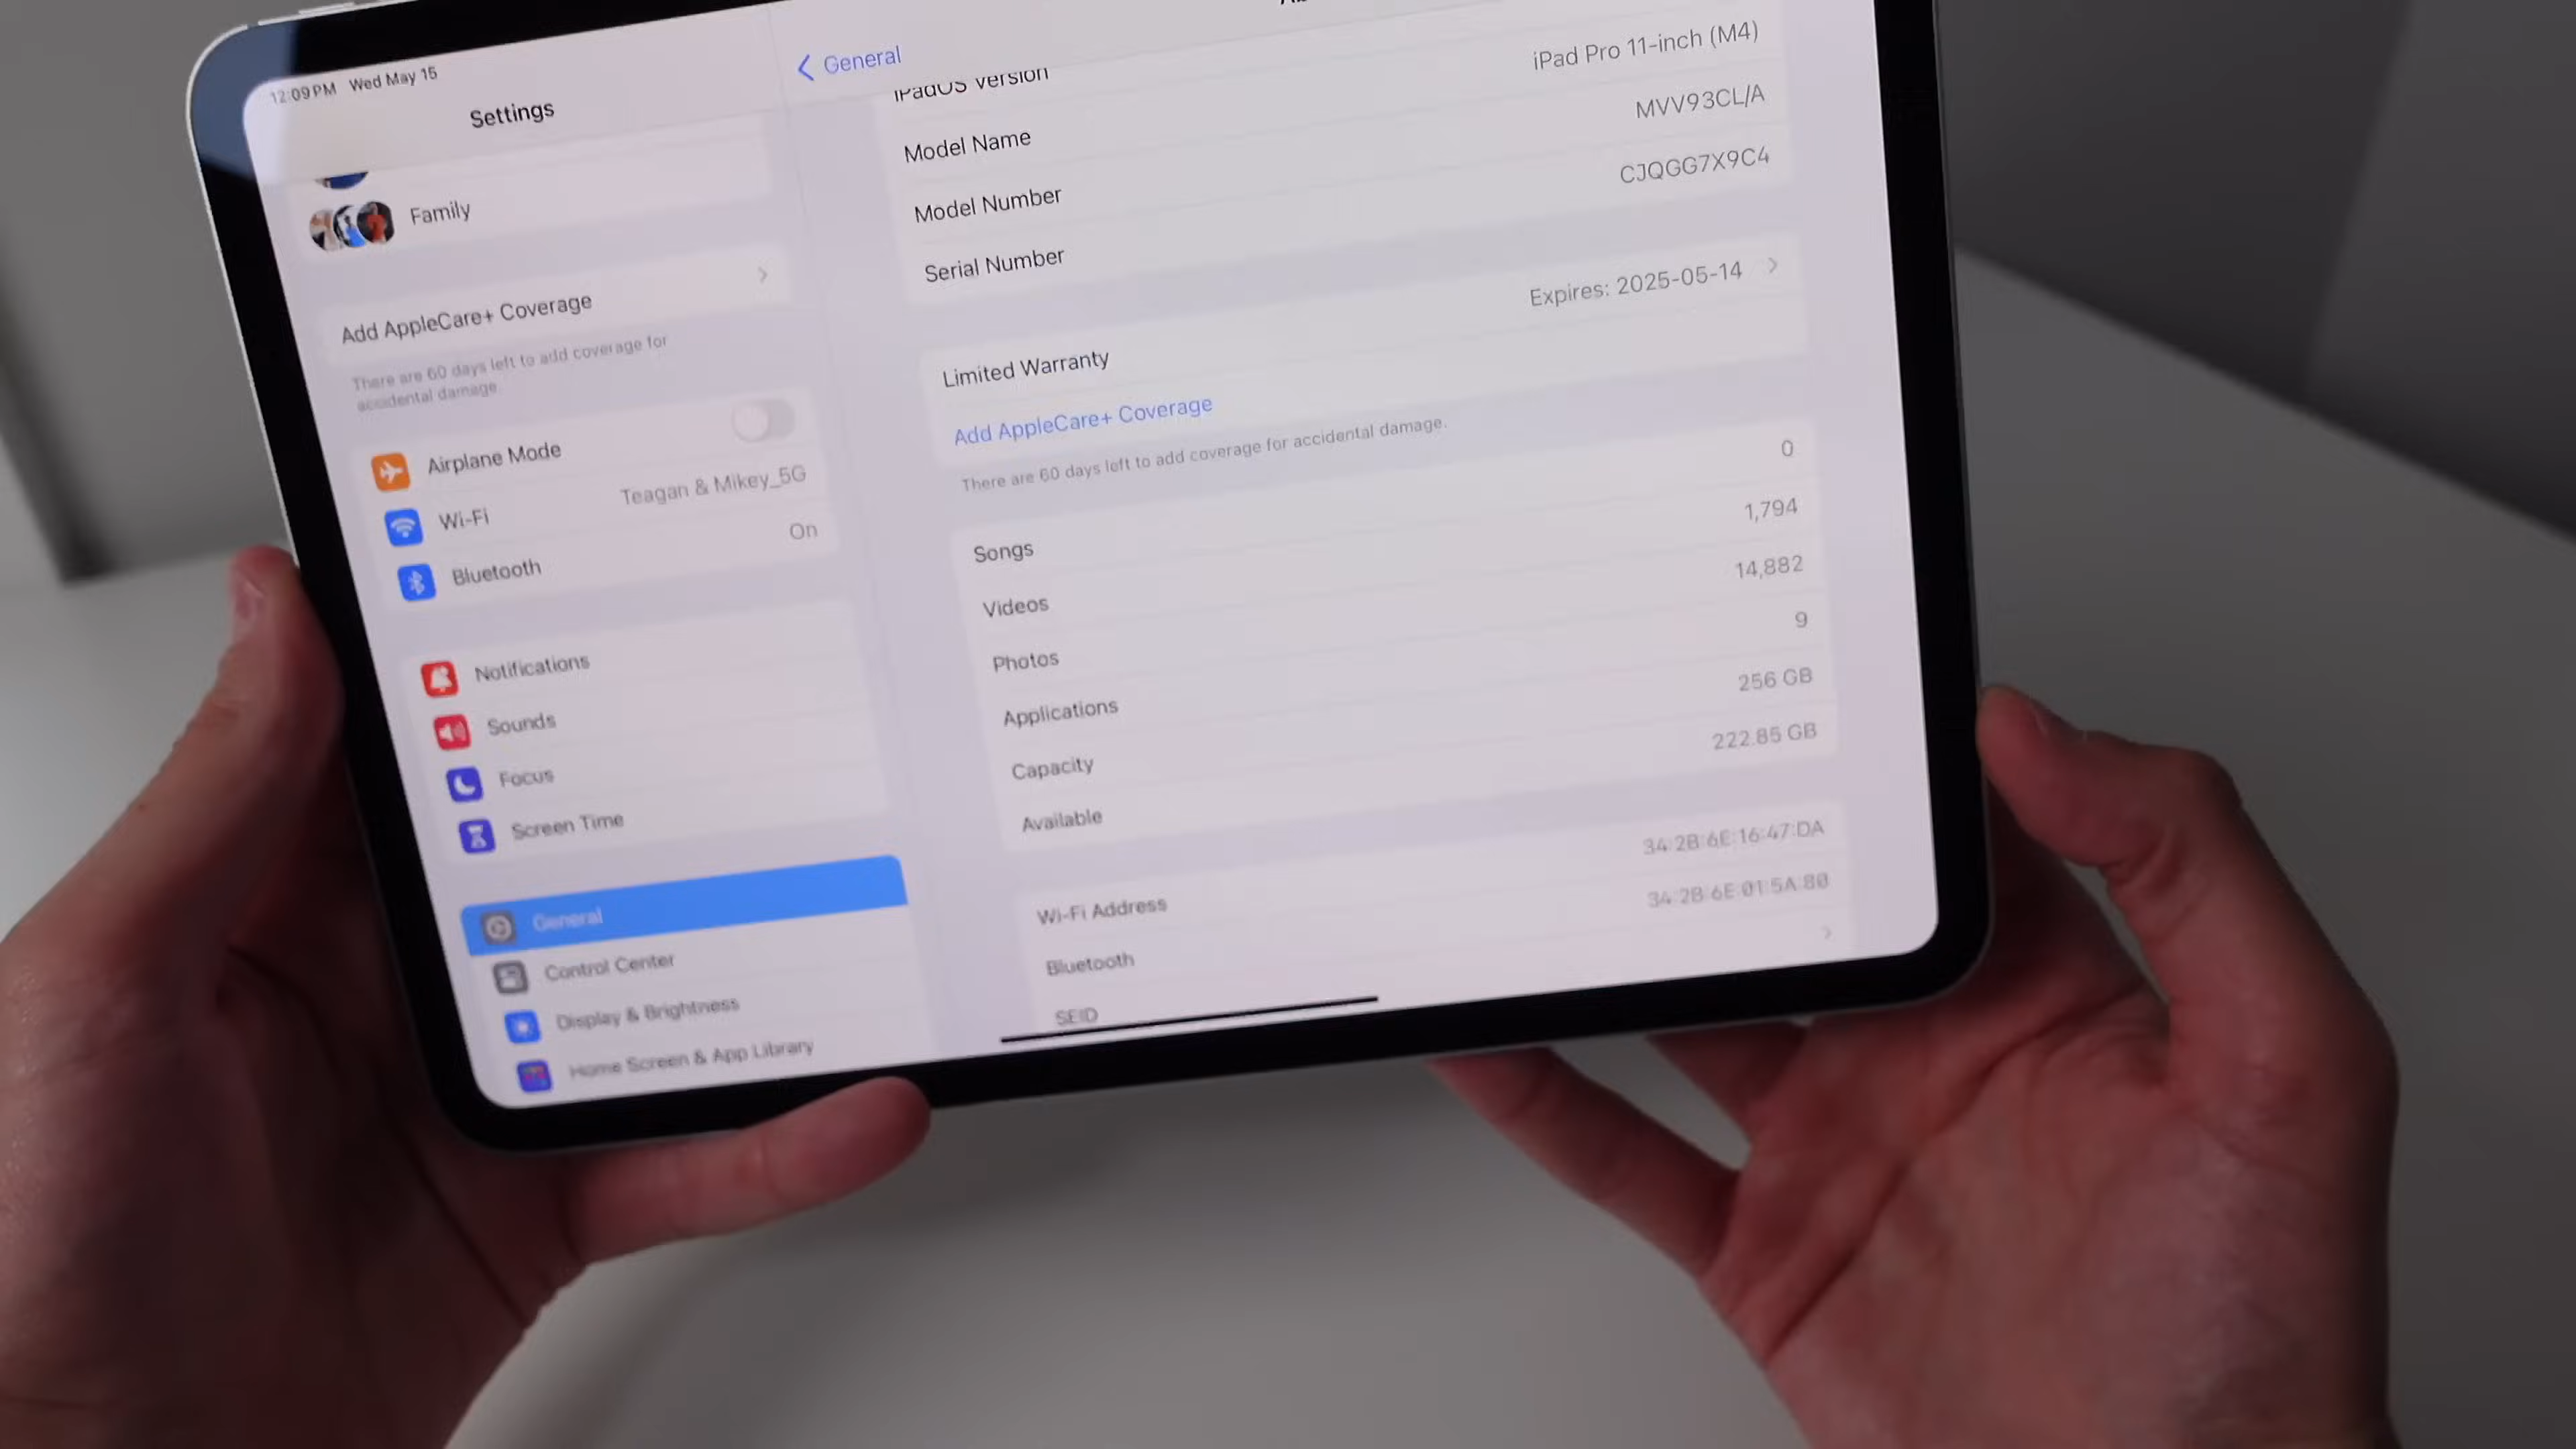 12:09 PM Wed May 15
Settings
Family
Add AppleCare+ Coverage
There are 60 days left to add coverage for
accidental damage.
Airplane Mode
Wi-Fi Teagan & Mikey_5G
Bluetooth On
Notifications
Sounds
Focus
Screen Time
General
Control Center
Display & Brightness
Home Screen & App Library
General
iPadOS Version
Model Name iPad Pro 11-inch (M4)
Model Number MVV93CL/A
Serial Number CJQGG7X9C4
Limited Warranty Expires: 2025-05-14
Add AppleCare+ Coverage
There are 60 days left to add coverage for accidental damage.
Songs 0
Videos 1,794
Photos 14,882
Applications 9
Capacity 256 GB
Available 222.85 GB
Wi-Fi Address 34:2B:6E:16:47:DA
Bluetooth 34:2B:6E:01:5A:80
SEID